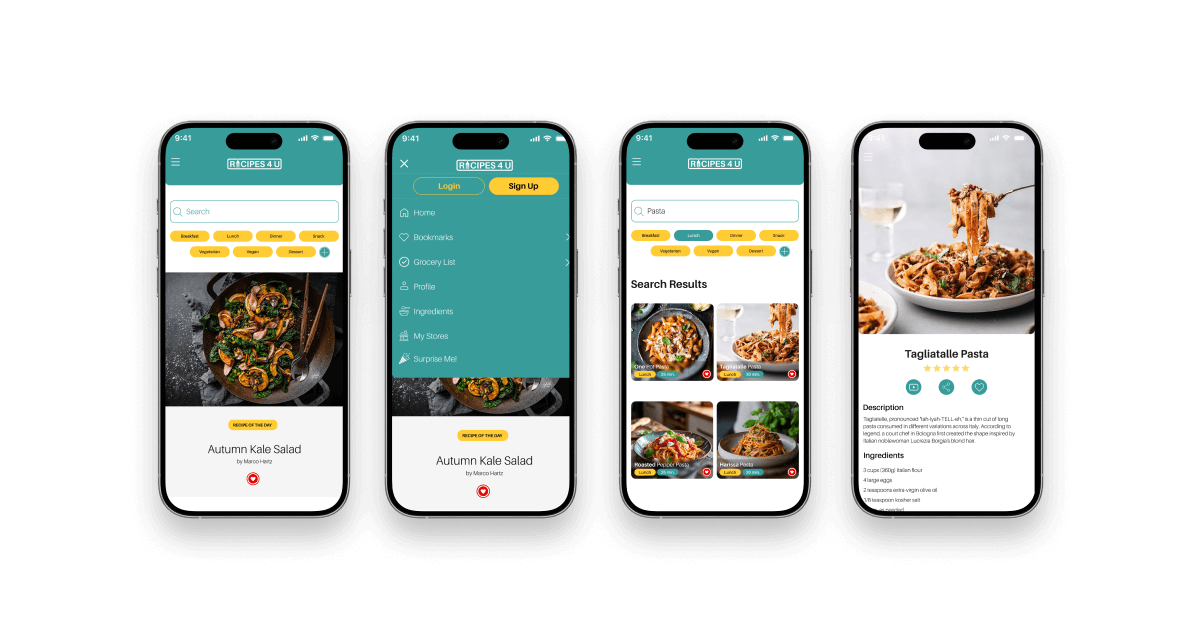 9:41
RECIPES 4 U
Search
Breakfast Lunch Dinner Snack
Vegetarian Vegan Dessert
RECIPE OF THE DAY
Autumn Kale Salad
by Marco Hartz
9:41
RECIPES 4 U
Login Sign Up
Home
Bookmarks
Grocery List
Profile
Ingredients
My Stores
Surprise Me!
RECIPE OF THE DAY
Autumn Kale Salad
by Marco Hartz
9:41
RECIPES 4 U
Pasta
Breakfast Lunch Dinner Snack
Vegetarian Vegan Dessert
Search Results
One Pot Pasta
Lunch 25 min.
Tagliatalle Pasta
Lunch 30 min.
Roasted Pepper Pasta
Lunch 35 min.
Harissa Pasta
Lunch 50 min.
Tagliatalle Pasta
Description
Tagliatalle, pronounced "tah-lyah-TELL-eh," is a thin cut of long
pasta consumed in different variations across Italy. According to
legend, a court chef in Bologna first created the shape inspired by
Italian noblewoman Lucrezia Borgia's blond hair.
Ingredients
3 cups (360g) Italian flour
4 large eggs
2 teaspoons extra-virgin olive oil
1/8 teaspoon kosher salt
as needed